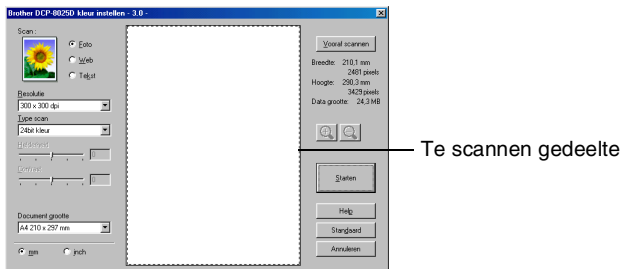 Brother DCP-8025D kleur instellen - 3.0 -
Scan :
Foto
Web
Tekst
Resolutie
300 x 300 dpi
Type scan
24bit kleur
Helderheid
0
Contrast
0
Document grootte
A4 210 x 297 mm
mm inch
Vooraf scannen
Breedte: 210,1 mm
2481 pixels
Hoogte: 290,3 mm
3429 pixels
Data grootte: 24,3 MB
Starten
Help
Standaard
Annuleren
Te scannen gedeelte